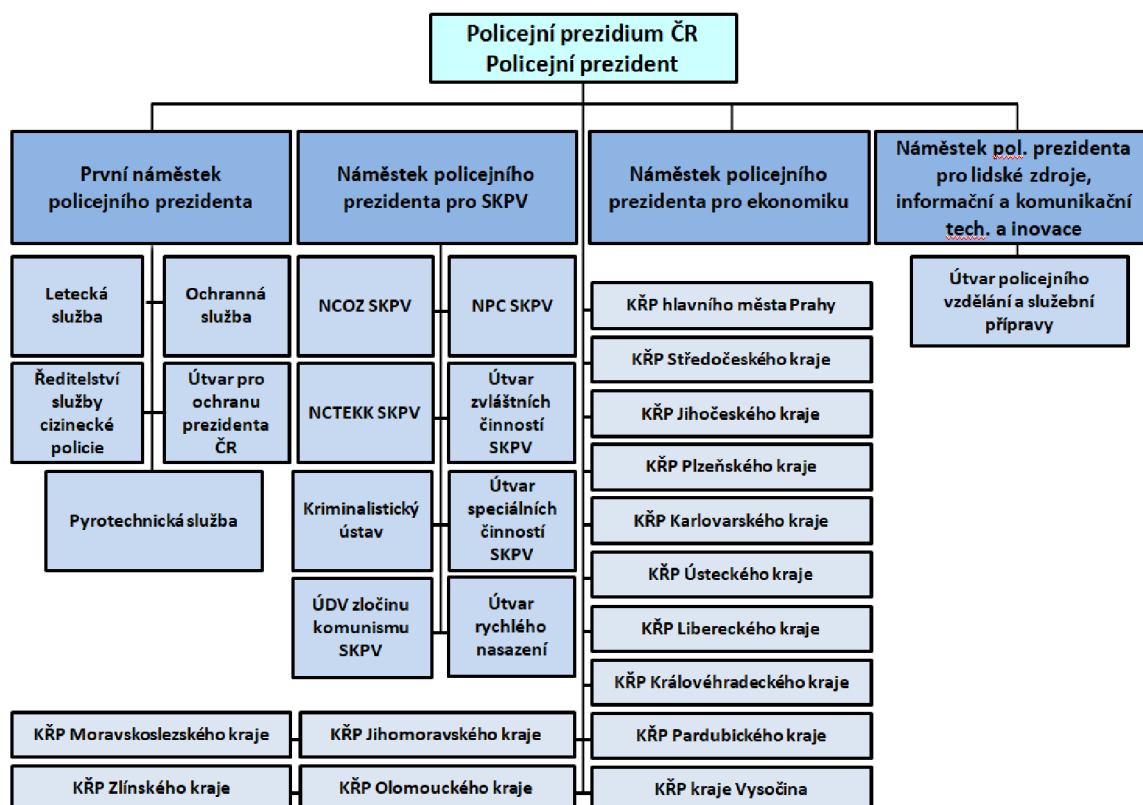 Policejní prezidium ČR
Policejní prezident
První náměstek
policejního prezidenta
Náměstek policejního
prezidenta pro SKPV
Náměstek policejního
prezidenta pro ekonomiku
Náměstek pol. prezidenta
pro lidské zdroje,
informační a komunikační
tech. a inovace
Letecká
služba
Ochranná
služba
Ředitelství
služby
cizinecké
policie
Útvar pro
ochranu
prezidenta
ČR
Pyrotechnická služba
NCOZ SKPV
NPC SKPV
NCTEKK SKPV
Útvar
zvláštních
činností
SKPV
Kriminalistický
ústav
Útvar
speciálních
činností
SKPV
ÚDV zločinu
komunismu
SKPV
Útvar
rychlého
nasazení
KŘP hlavního města Prahy
KŘP Středočeského kraje
KŘP Jihočeského kraje
KŘP Plzeňského kraje
KŘP Karlovarského kraje
KŘP Ústeckého kraje
KŘP Libereckého kraje
KŘP Královéhradeckého kraje
Útvar policejního
vzdělání a služební
přípravy
KŘP Moravskoslezského kraje
KŘP Jihomoravského kraje
KŘP Pardubického kraje
KŘP Zlínského kraje
KŘP Olomouckého kraje
KŘP kraje Vysočina